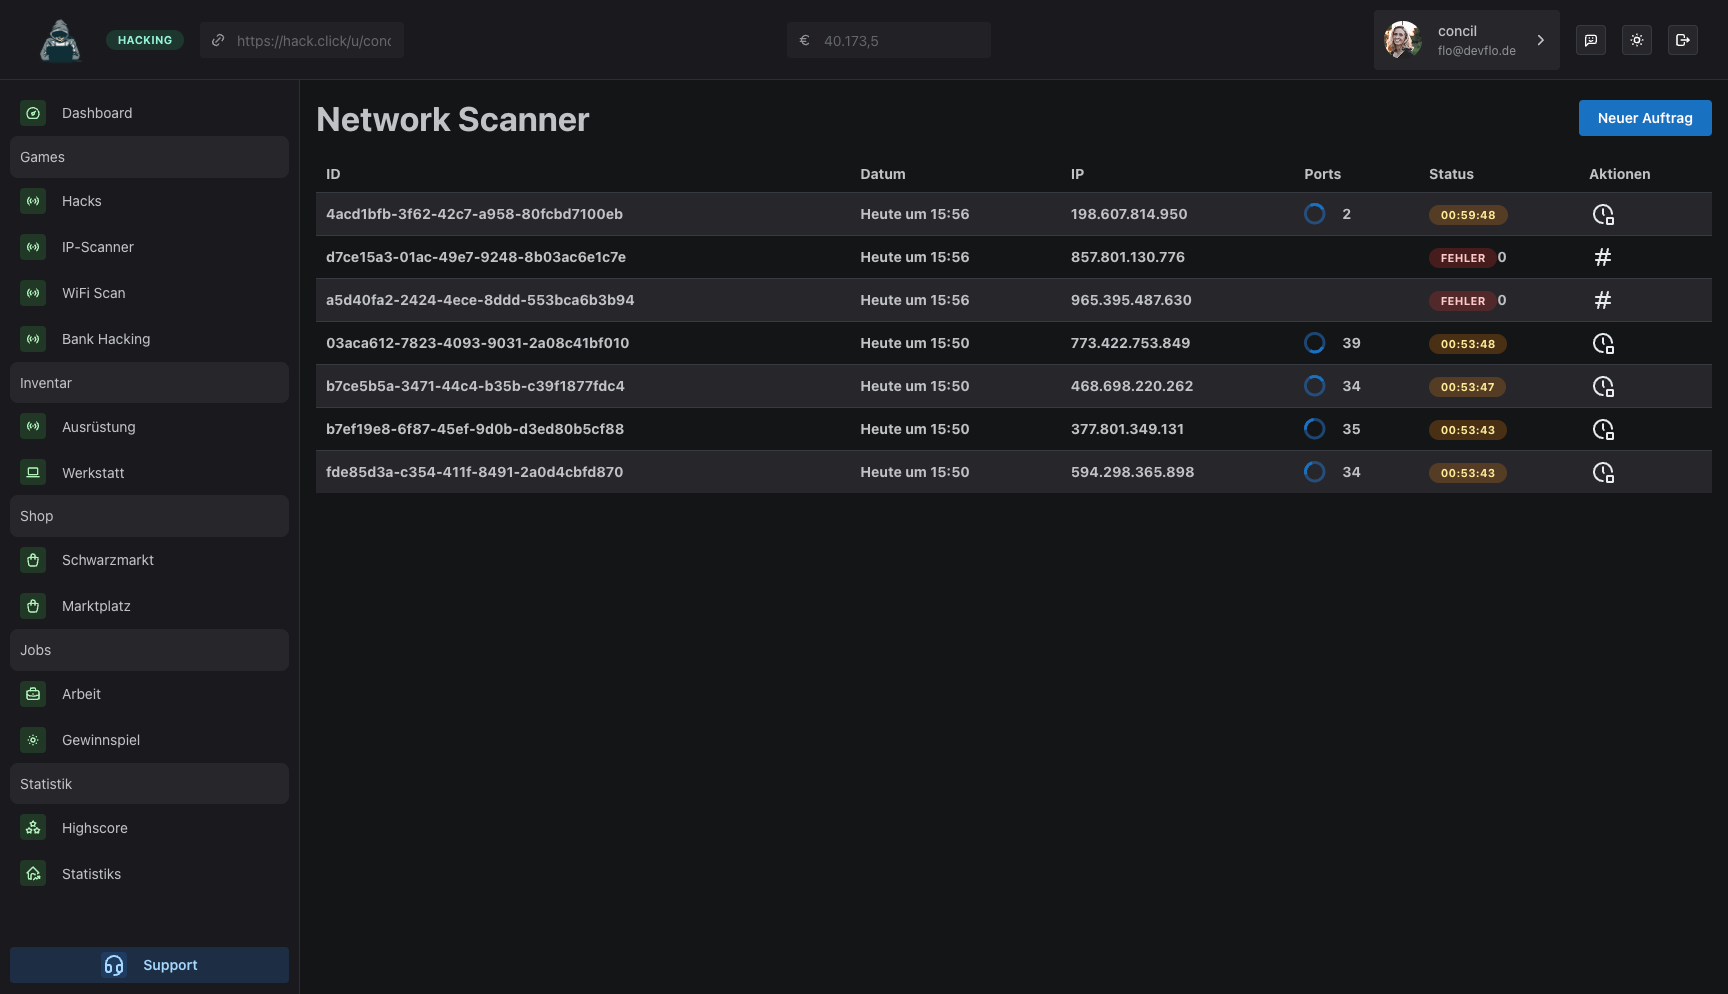 HACKING
https://hack.click/u/conc
€ 40.173,5
concil
flo@devflo.de
Dashboard
Games
Hacks
IP-Scanner
WiFi Scan
Bank Hacking
Inventar
Ausrüstung
Werkstatt
Shop
Schwarzmarkt
Marktplatz
Jobs
Arbeit
Gewinnspiel
Statistik
Highscore
Statistiks
Support
Network Scanner
Neuer Auftrag
ID Datum IP Ports Status Aktionen
4acd1bfb-3f62-42c7-a958-80fcbd7100eb Heute um 15:56 198.607.814.950 2 00:59:48
d7ce15a3-01ac-49e7-9248-8b03ac6e1c7e Heute um 15:56 857.801.130.776 FEHLER 0 #
a5d40fa2-2424-4ece-8ddd-553bca6b3b94 Heute um 15:56 965.395.487.630 FEHLER 0 #
03aca612-7823-4093-9031-2a08c41bf010 Heute um 15:50 773.422.753.849 39 00:53:48
b7ce5b5a-3471-44c4-b35b-c39f1877fdc4 Heute um 15:50 468.698.220.262 34 00:53:47
b7ef19e8-6f87-45ef-9d0b-d3ed80b5cf88 Heute um 15:50 377.801.349.131 35 00:53:43
fde85d3a-c354-411f-8491-2a0d4cbfd870 Heute um 15:50 594.298.365.898 34 00:53:43